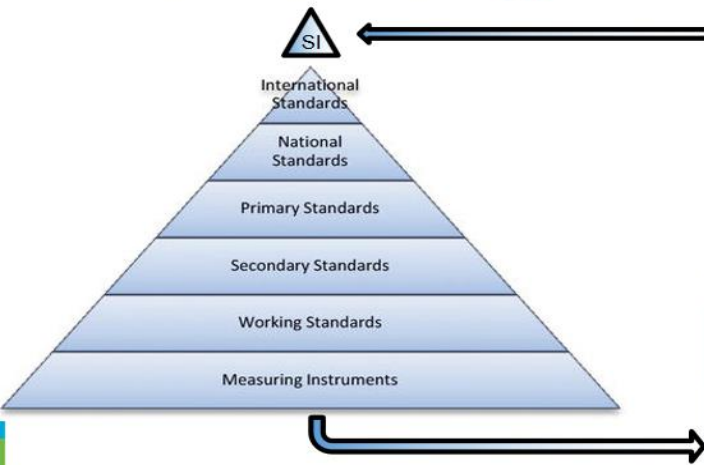 SI
International
Standards
National
Standards
Primary Standards
Secondary Standards
Working Standards
Measuring Instruments